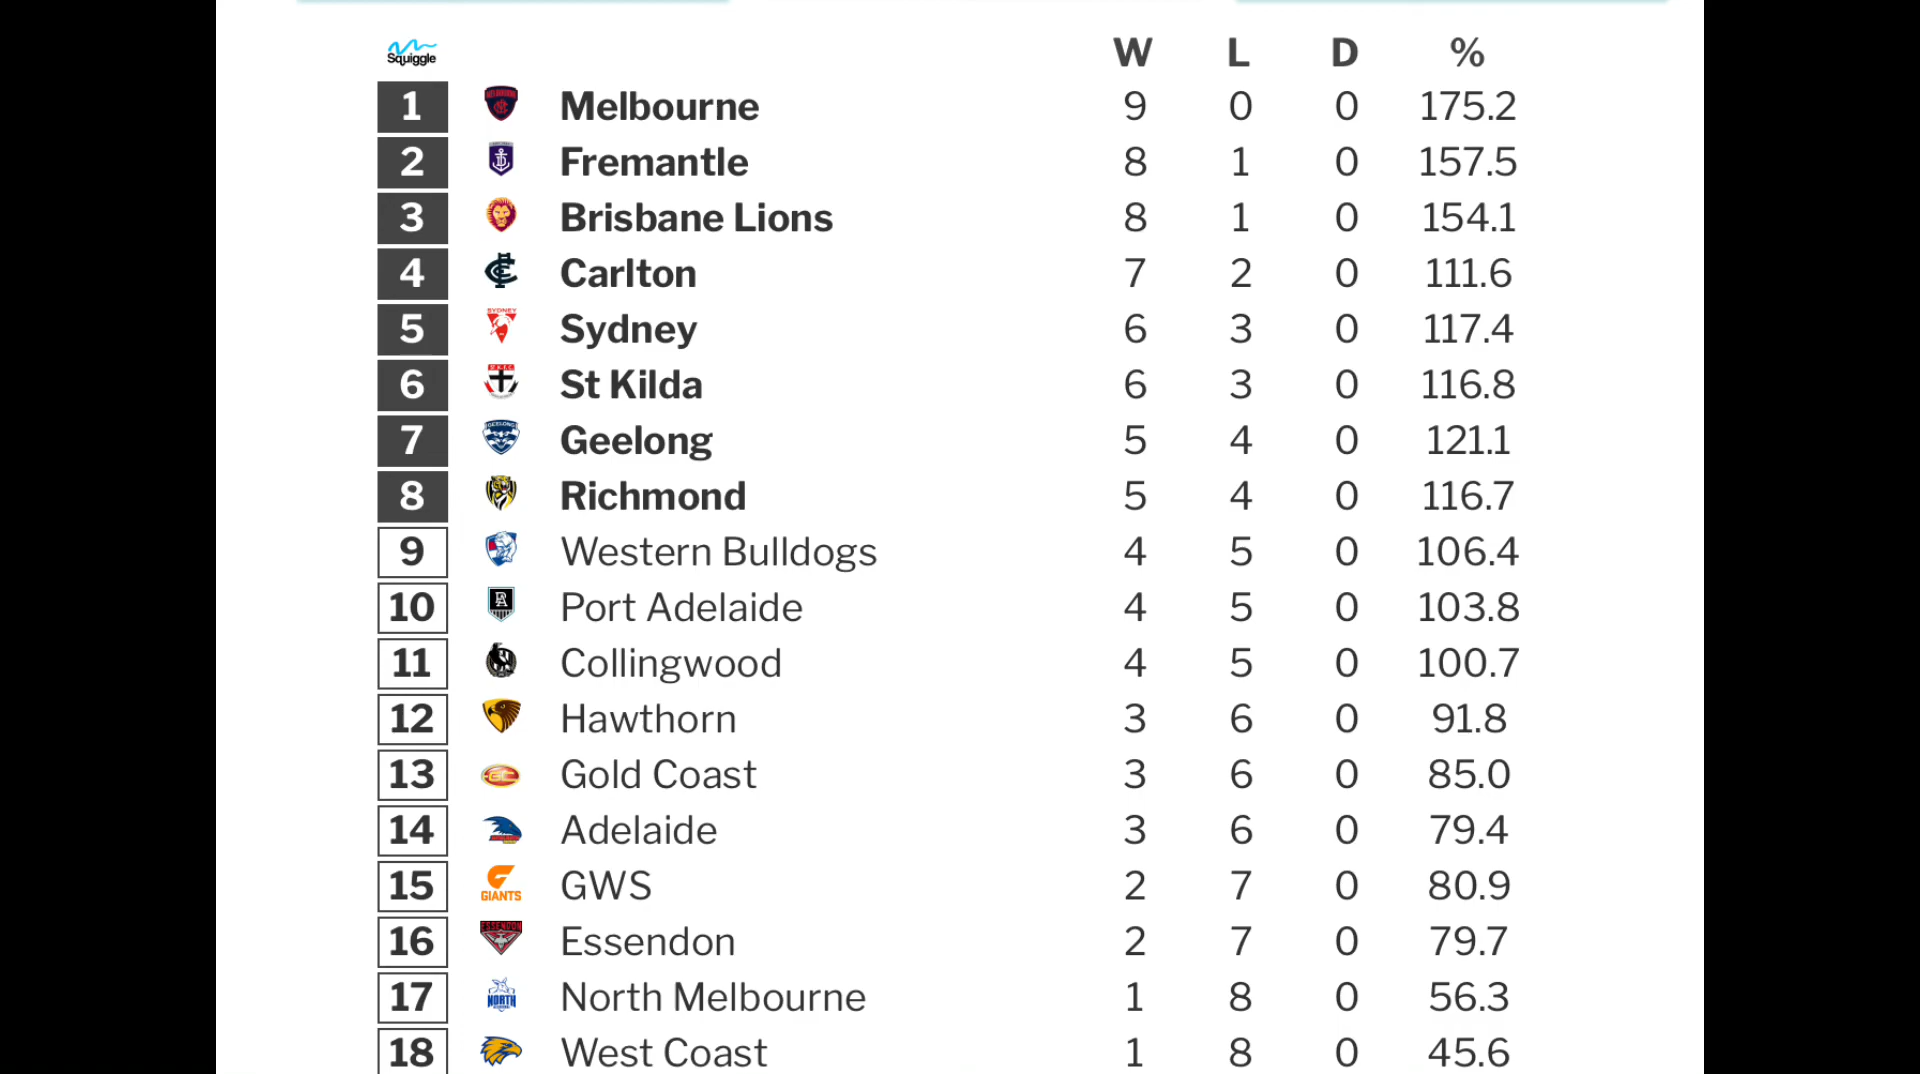 Squiggle W L D %
1 Melbourne 9 0 0 175.2
2 Fremantle 8 1 0 157.5
3 Brisbane Lions 8 1 0 154.1
4 Carlton 7 2 0 111.6
5 SYDNEY Sydney 6 3 0 117.4
6 St Kilda 6 3 0 116.8
7 GEELONG Geelong 5 4 0 121.1
8 Richmond 5 4 0 116.7
9 Western Bulldogs 4 5 0 106.4
10 PA Port Adelaide 4 5 0 103.8
11 Collingwood 4 5 0 100.7
12 Hawthorn 3 6 0 91.8
13 GC Gold Coast 3 6 0 85.0
14 Adelaide 3 6 0 79.4
15 GIANTS GWS 2 7 0 80.9
16 ESSENDON Essendon 2 7 0 79.7
17 NORTH North Melbourne 1 8 0 56.3
18 West Coast 1 8 0 45.6